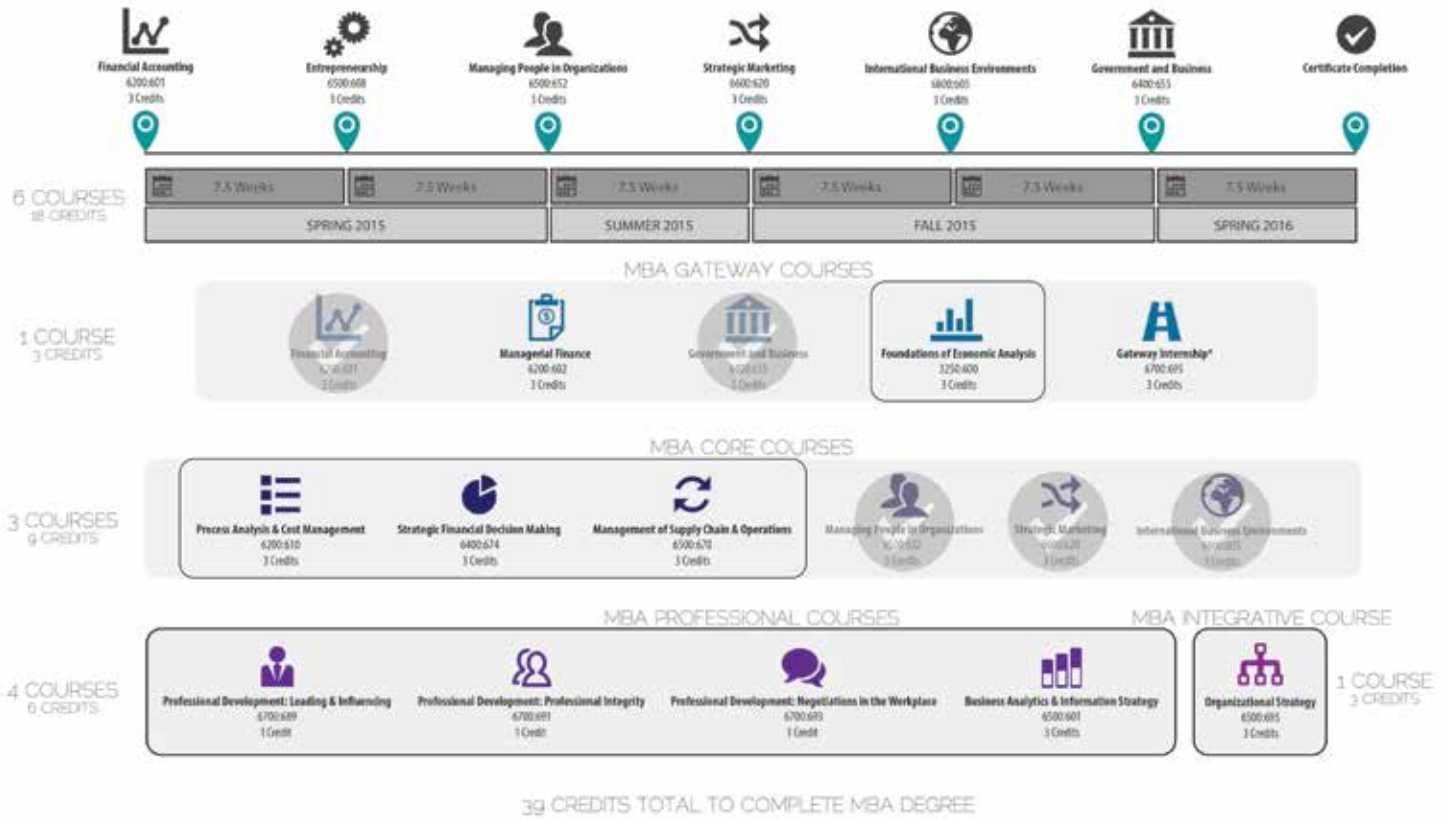 Financial Accounting
6200:601
3 Credits
Entrepreneurship
6500:608
3 Credits
Managing People in Organizations
6500:652
3 Credits
Strategic Marketing
6600:620
3 Credits
International Business Environments
6800:605
3 Credits
Government and Business
6400:655
3 Credits
Certificate Completion
6 COURSES
18 CREDITS
7.5 Weeks
7.5 Weeks
7.5 Weeks
7.5 Weeks
7.5 Weeks
7.5 Weeks
SPRING 2015
SUMMER 2015
FALL 2015
SPRING 2016
MBA GATEWAY COURSES
1 COURSE
3 CREDITS
Financial Accounting
3 Credits
Managerial Finance
6200:602
3 Credits
Government and Business
3 Credits
Foundations of Economic Analysis
3250:600
3 Credits
Gateway Internship*
6700:695
3 Credits
MBA CORE COURSES
3 COURSES
9 CREDITS
Process Analysis & Cost Management
6200:610
3 Credits
Strategic Financial Decision Making
6400:674
3 Credits
Management of Supply Chain & Operations
6500:670
3 Credits
Managing People in Organizations
3 Credits
Strategic Marketing
3 Credits
International Business Environments
3 Credits
MBA PROFESSIONAL COURSES
MBA INTEGRATIVE COURSE
4 COURSES
6 CREDITS
Professional Development: Leading & Influencing
6700:689
1 Credit
Professional Development: Professional Integrity
6700:691
1 Credit
Professional Development: Negotiations in the Workplace
6700:693
1 Credit
Business Analytics & Information Strategy
6500:601
3 Credits
Organizational Strategy
6500:695
3 Credits
1 COURSE
3 CREDITS
39 CREDITS TOTAL TO COMPLETE MBA DEGREE